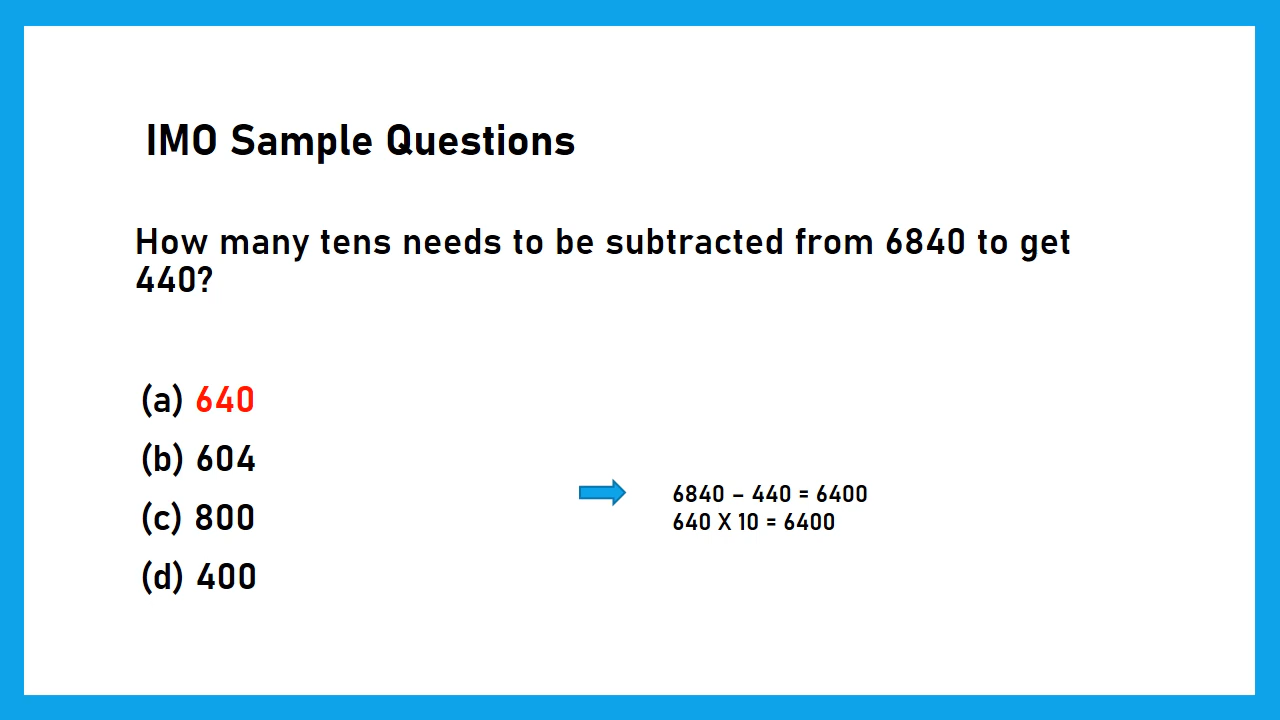 IMO Sample Questions
How many tens needs to be subtracted from 6840 to get
440?
(a) 640
(b) 604
(c) 800
(d) 400
6840 – 440 = 6400
640 X 10 = 6400